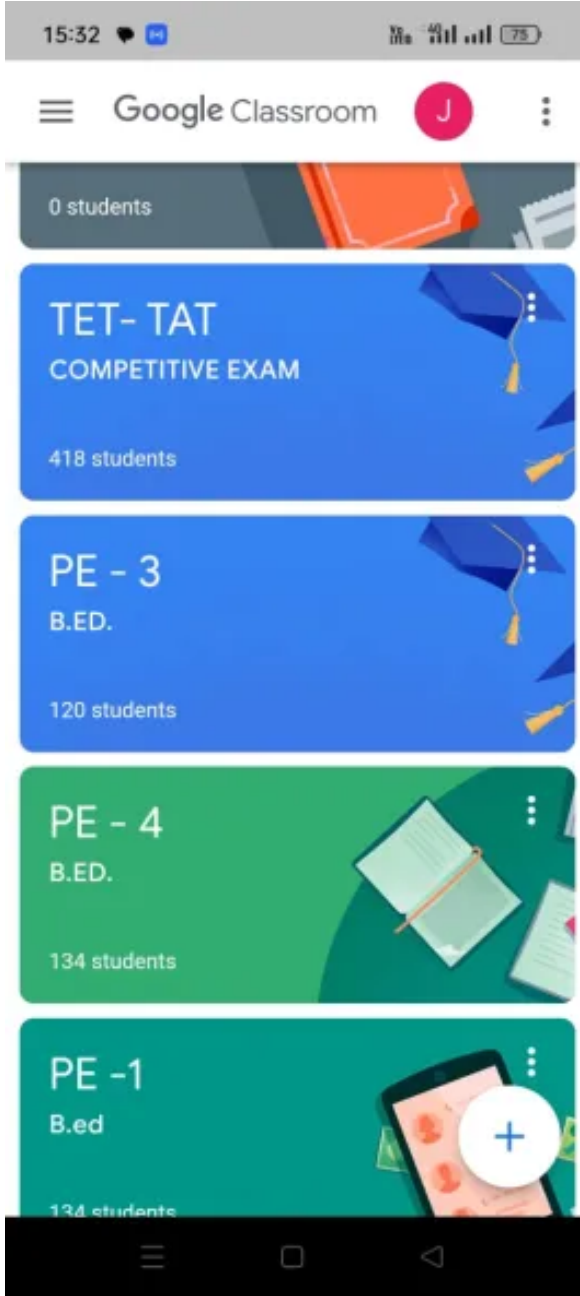 15:32
75
Google Classroom
J
0 students
TET- TAT
COMPETITIVE EXAM
418 students
PE - 3
B.ED.
120 students
PE - 4
B.ED.
134 students
PE -1
B.ed
134 students